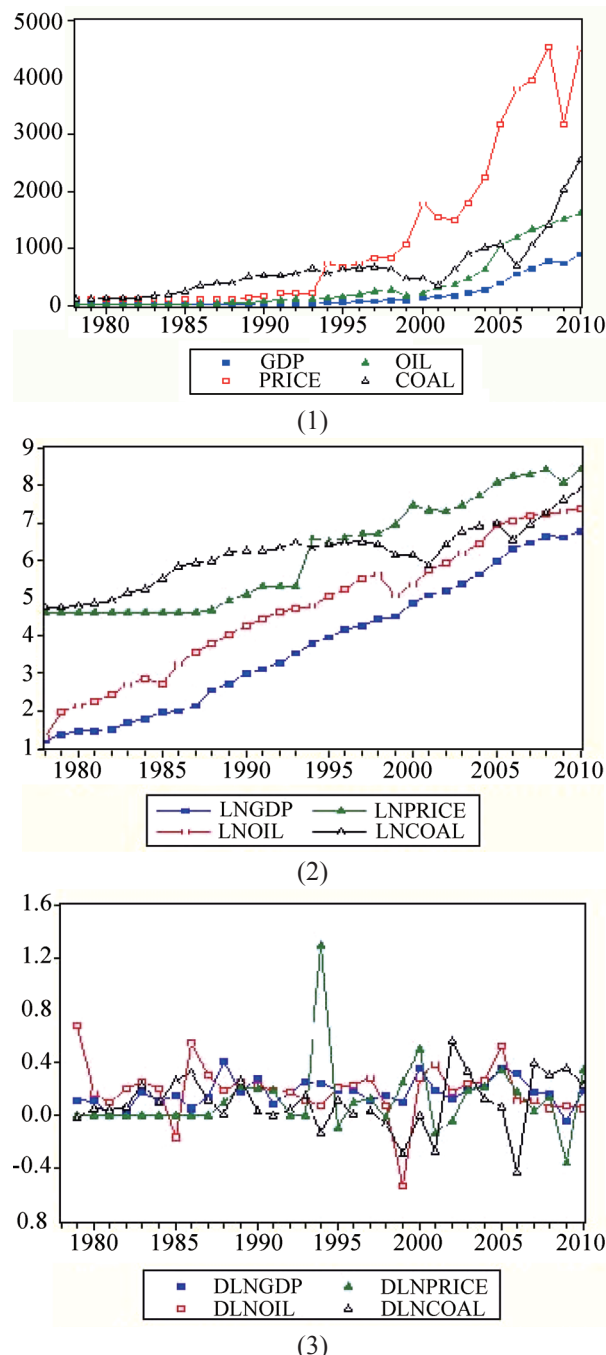 5000
4000
3000
2000
1000
0
1980 1985 1990 1995 2000 2005 2010
GDP OIL
PRICE COAL
(1)
9
8
7
6
5
4
3
2
1
1980 1985 1990 1995 2000 2005 2010
LNGDP LNPRICE
LNOIL LNCOAL
(2)
1.6
1.2
0.8
0.4
0.0
-0.4
0.8
1980 1985 1990 1995 2000 2005 2010
DLNGDP DLNPRICE
DLNOIL DLNCOAL
(3)